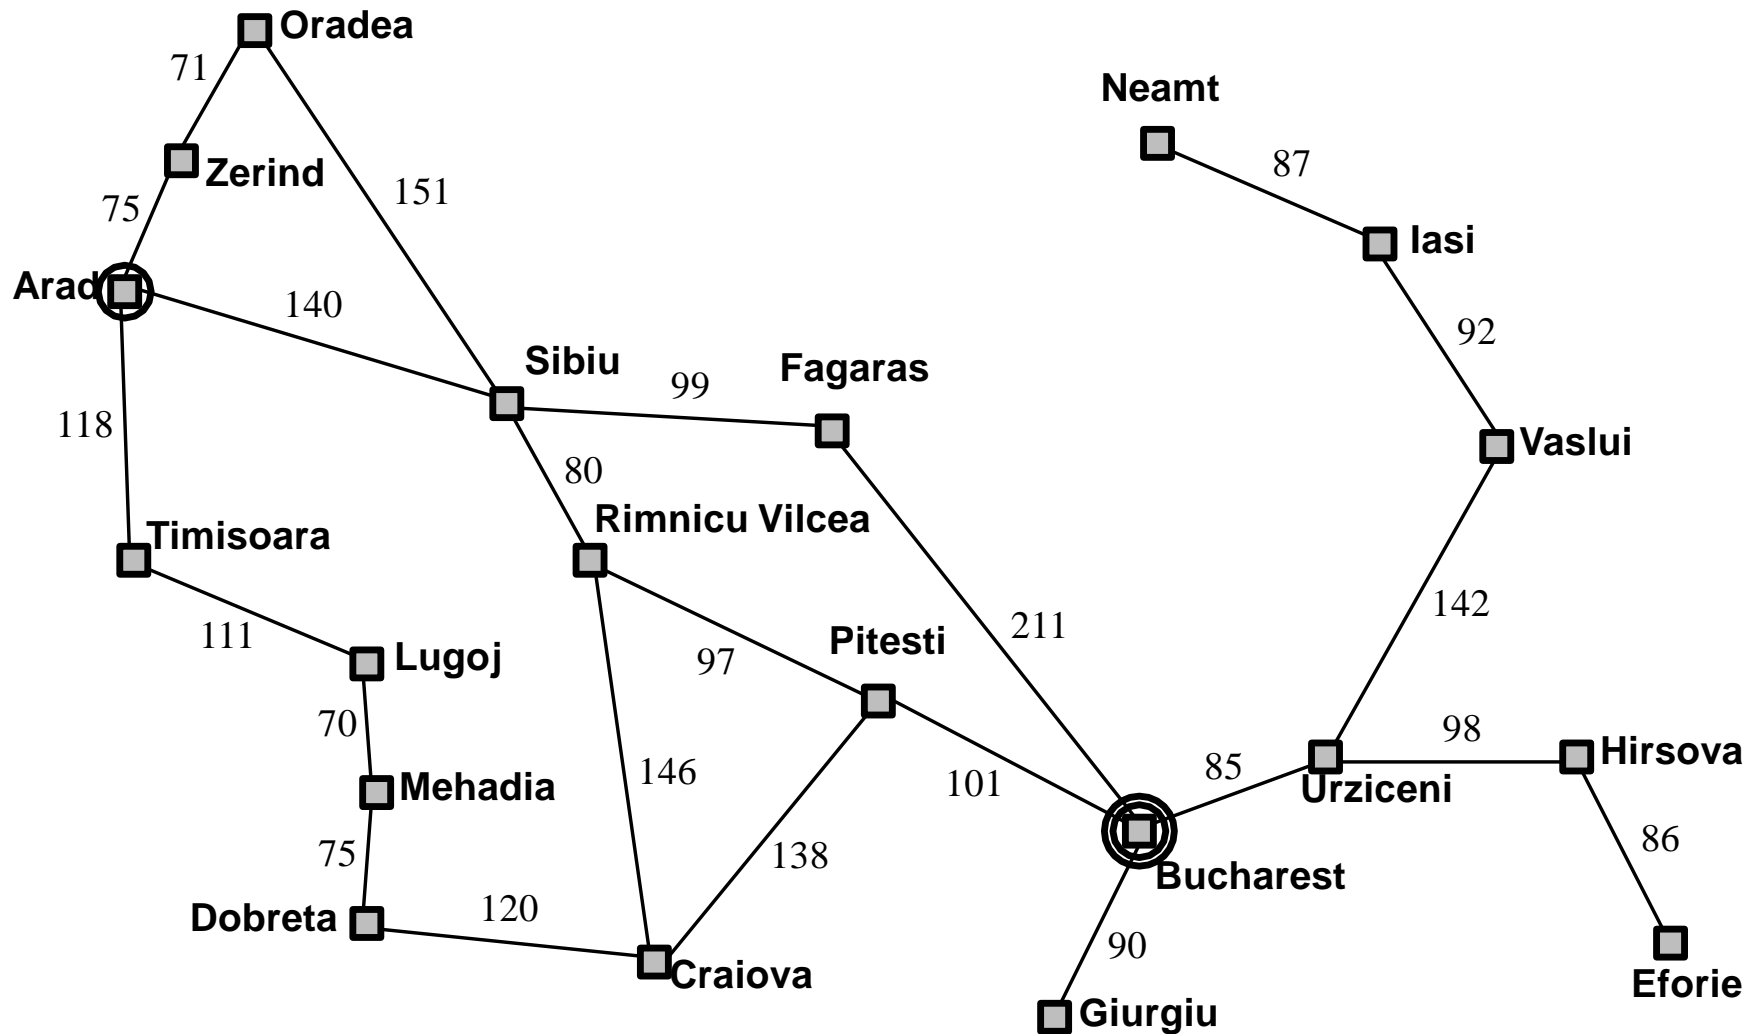 Oradea
71
Neamt
87
Zerind
151
75
Iasi
Arad
140
92
Sibiu
Fagaras
99
118
Vaslui
80
Rimnicu Vilcea
Timisoara
142
211
111
Pitesti
Lugoj
97
70
98
Hirsova
146
85
101
Mehadia
Urziceni
86
75
138
Bucharest
120
Dobreta
90
Craiova
Eforie
Giurgiu